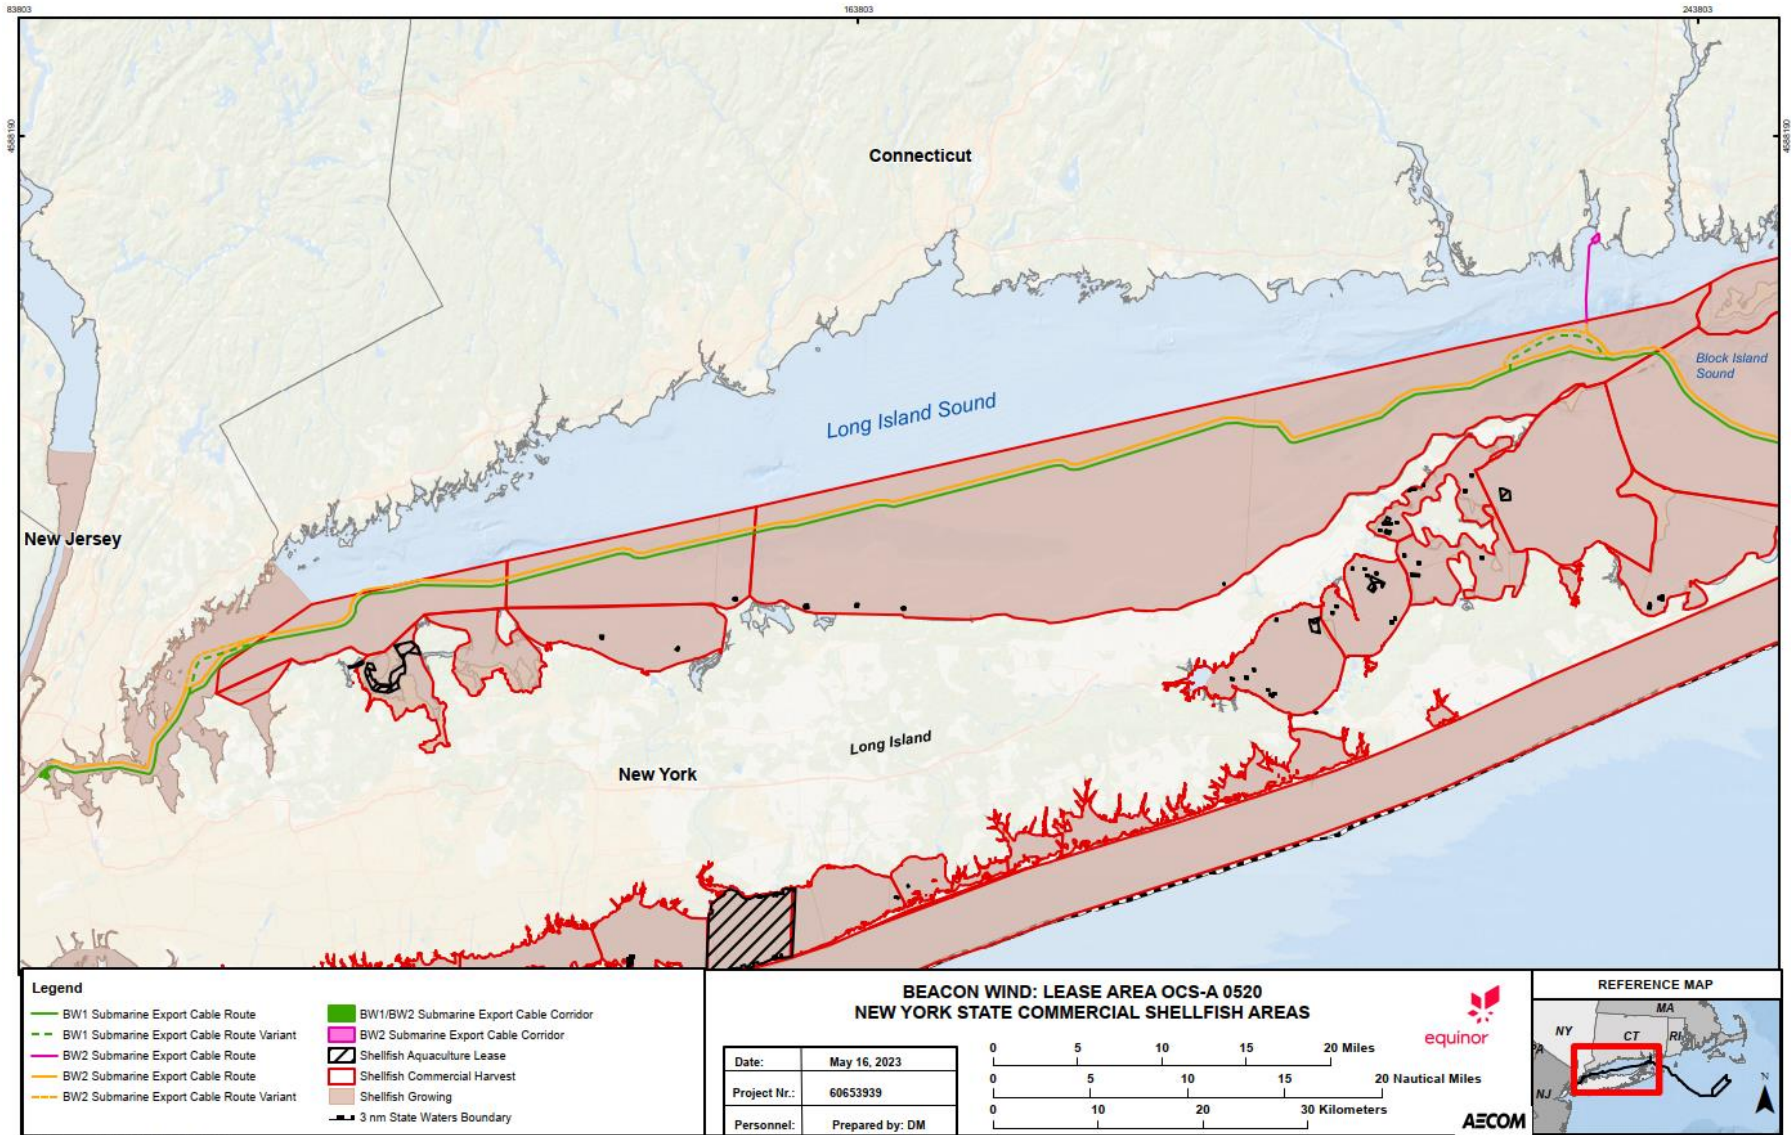 83803
163803
243803
4588190
4588190
Connecticut
Long Island Sound
Block Island
Sound
New Jersey
Long Island
New York
Legend
BW1 Submarine Export Cable Route
BW1 Submarine Export Cable Route Variant
BW2 Submarine Export Cable Route
BW2 Submarine Export Cable Route
BW2 Submarine Export Cable Route Variant
BW1/BW2 Submarine Export Cable Corridor
BW2 Submarine Export Cable Corridor
Shellfish Aquaculture Lease
Shellfish Commercial Harvest
Shellfish Growing
3 nm State Waters Boundary
BEACON WIND: LEASE AREA OCS-A 0520
NEW YORK STATE COMMERCIAL SHELLFISH AREAS
equinor
Date: May 16, 2023
Project Nr.: 60653939
Personnel: Prepared by: DM
0 5 10 15 20 Miles
0 5 10 15 20 Nautical Miles
0 10 20 30 Kilometers
AECOM
REFERENCE MAP
MA
NY
CT
RI
PA
NJ
N